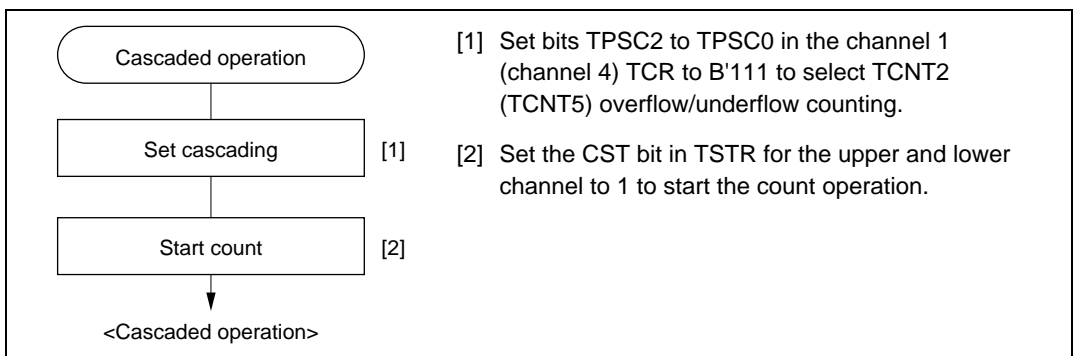 Cascaded operation
Set cascading
[1]
Start count
[2]
<Cascaded operation>
[1] Set bits TPSC2 to TPSC0 in the channel 1
(channel 4) TCR to B'111 to select TCNT2
(TCNT5) overflow/underflow counting.
[2] Set the CST bit in TSTR for the upper and lower
channel to 1 to start the count operation.